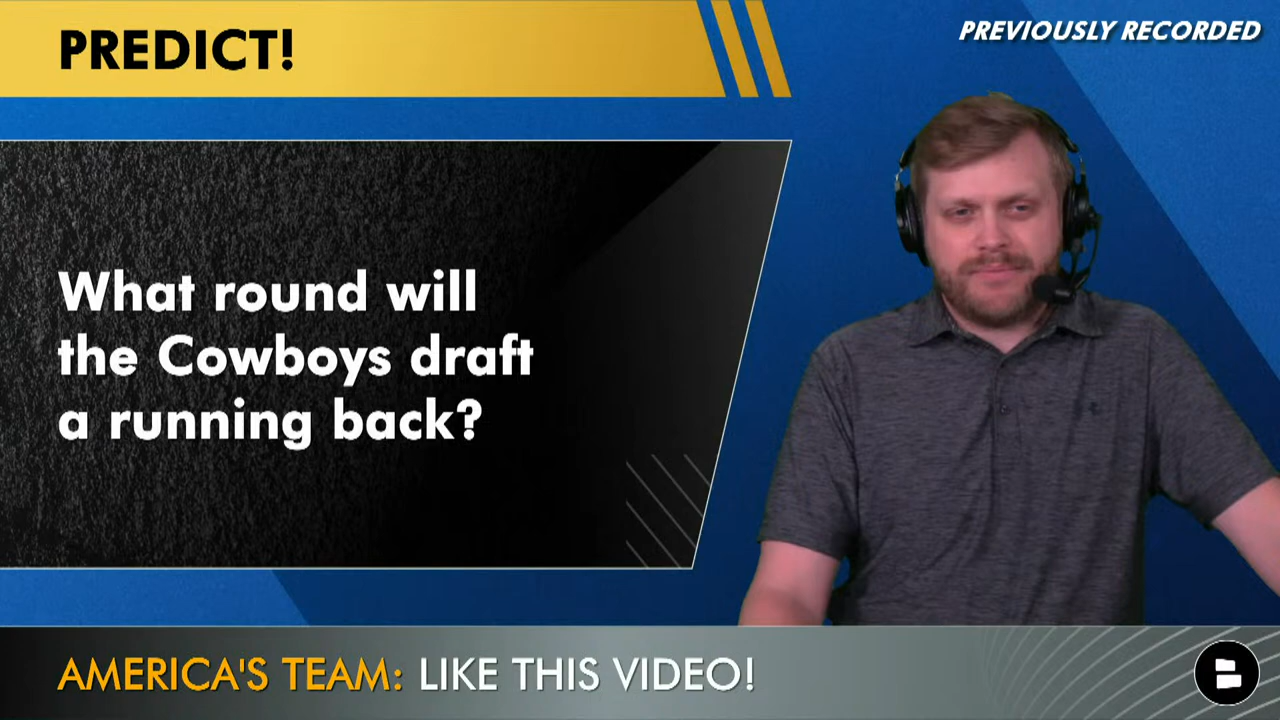 PREDICT!
PREVIOUSLY RECORDED
What round will
the Cowboys draft
a running back?
AMERICA'S TEAM: LIKE THIS VIDEO!